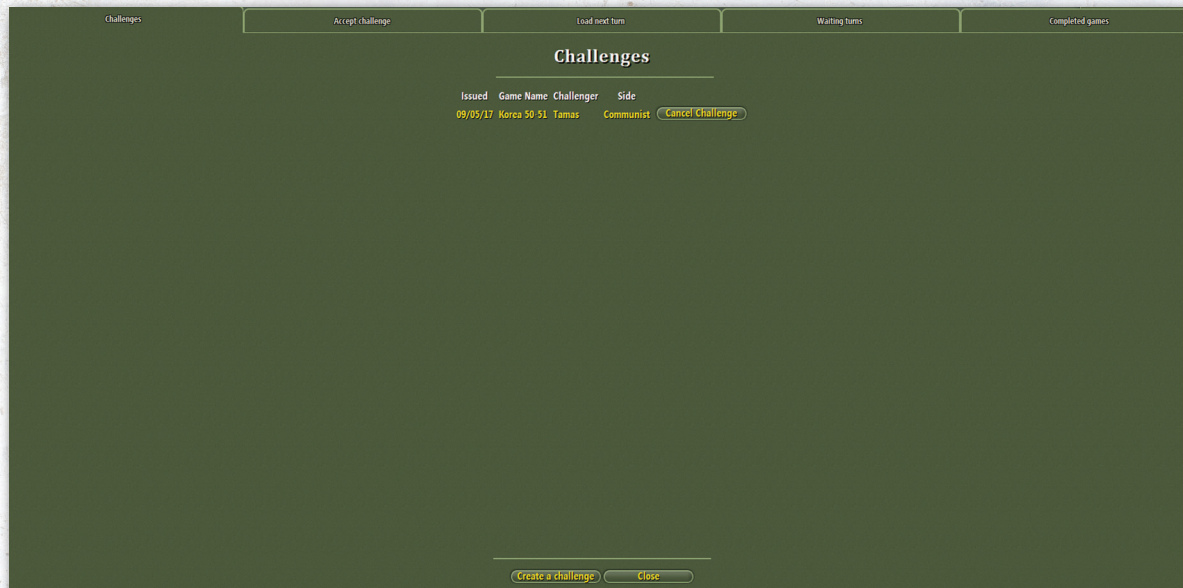 Challenges Accept challenge Load next turn Waiting turns Completed games
Challenges
Issued Game Name Challenger Side
09/05/17 Korea 50-51 Tamas Communist Cancel Challenge
Create a challenge Close